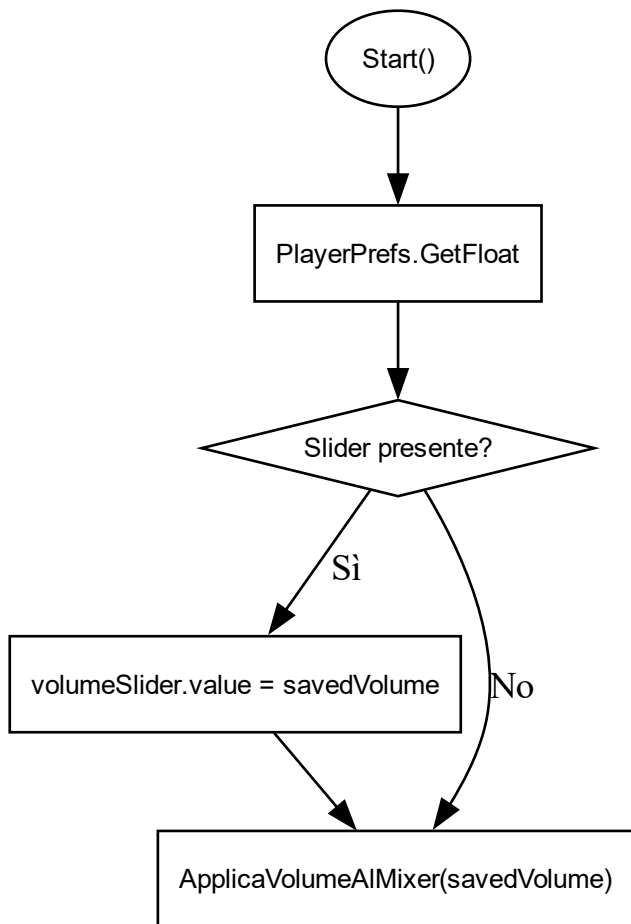 Start()
PlayerPrefs.GetFloat
Slider presente?
Sì
volumeSlider.value = savedVolume
No
ApplicaVolumeAlMixer(savedVolume)